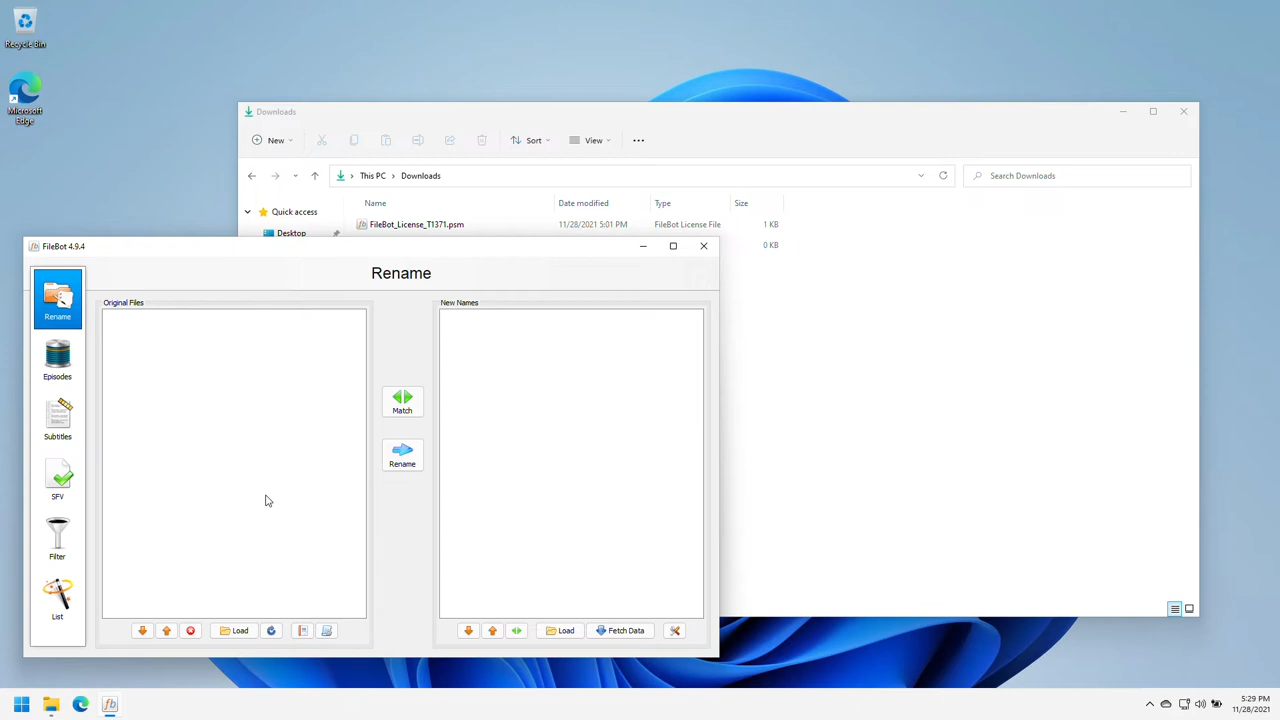 Recycle Bin
Microsoft
Edge
Downloads
New
Sort
View
This PC
Downloads
Search Downloads
Name
Date modified
Type
Size
Quick access
Desktop
FileBot_License_T1371.psm
11/28/2021 5:01 PM
FileBot License File
1 KB
0 KB
fb FileBot 4.9.4
Rename
Rename
Episodes
Subtitles
SFV
Filter
List
Original Files
Match
Rename
New Names
Load
Load
Fetch Data
fb
5:29 PM
11/28/2021